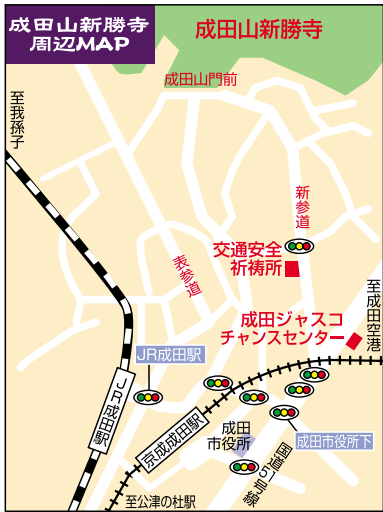 成田山新勝寺
周辺MAP
成田山新勝寺
成田山門前
至我孫子
新参道
交通安全
祈祷所
表参道
至成田空港
成田ジャスコ
チャンスセンター
JR成田駅
JR成田駅
京成成田駅
成田
市役所
成田市役所下
国道51号線
至公津の杜駅